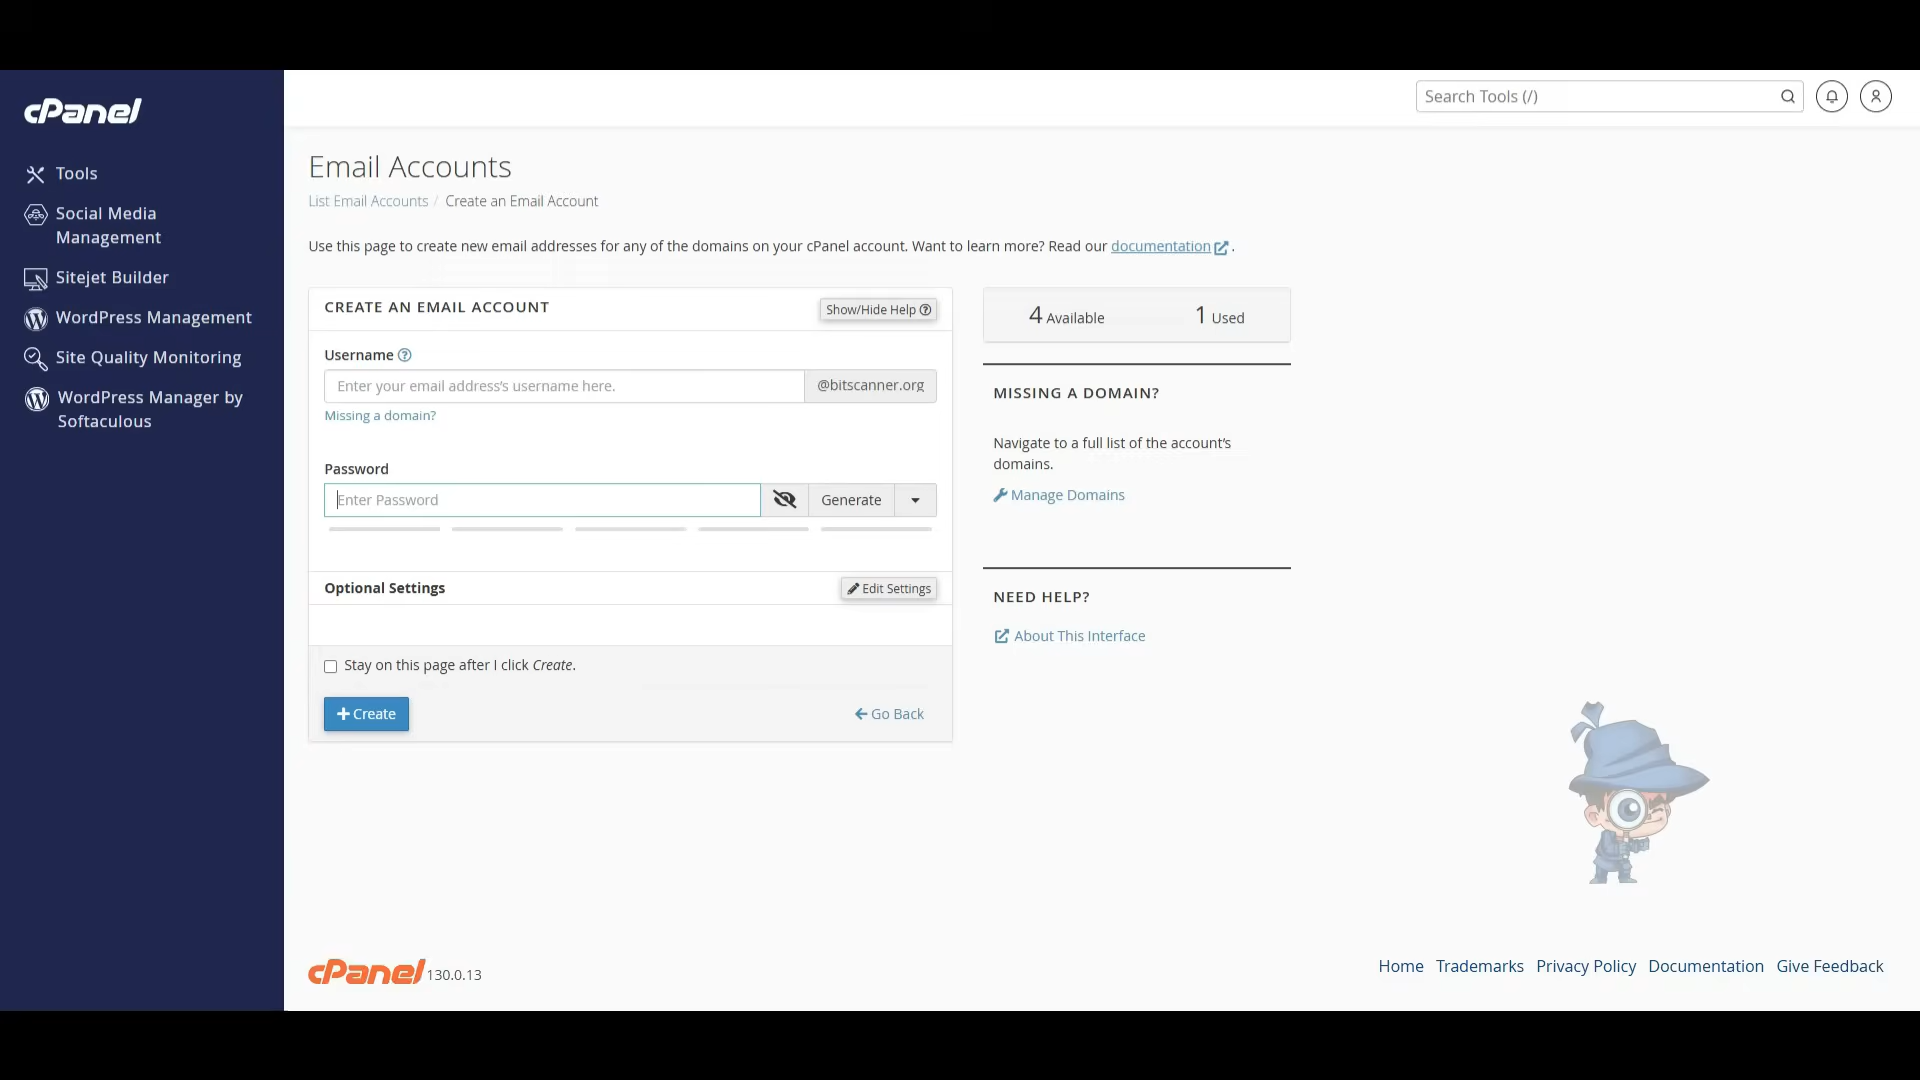 cPanel
Search Tools (/)
Tools
Social Media
Management
Sitejet Builder
WordPress Management
Site Quality Monitoring
WordPress Manager by
Softaculous
Email Accounts
List Email Accounts / Create an Email Account
Use this page to create new email addresses for any of the domains on your cPanel account. Want to learn more? Read our documentation .
CREATE AN EMAIL ACCOUNT
Show/Hide Help
Username
Enter your email address's username here.
@bitscanner.org
Missing a domain?
Password
Enter Password
Generate
Optional Settings
Edit Settings
Stay on this page after I click Create.
Create
Go Back
4 Available
1 Used
MISSING A DOMAIN?
Navigate to a full list of the account's
domains.
Manage Domains
NEED HELP?
About This Interface
cPanel 130.0.13
Home Trademarks Privacy Policy Documentation Give Feedback